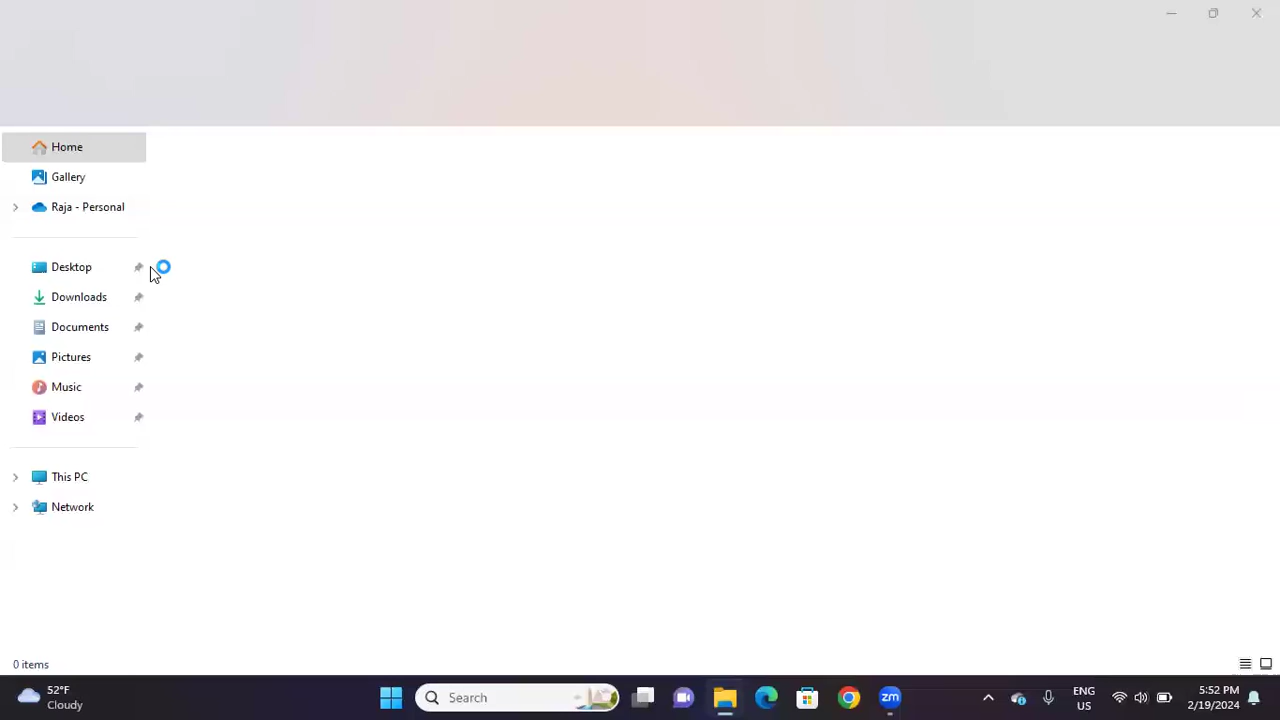 Home
Gallery
Raja - Personal
Desktop
Downloads
Documents
Pictures
Music
Videos
This PC
Network
0 items
52°F
Cloudy
Search
zm
ENG
US
5:52 PM
2/19/2024